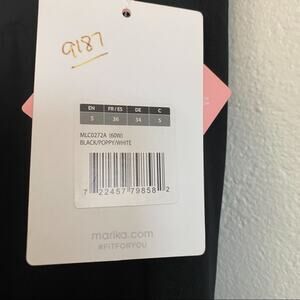 9187
EN FR/ES DE C
S 36 34 S
MLC0272A (60W)
BLACK/POPPY/WHITE
7 22457 79858 2
marika.com
#FITFORYOU